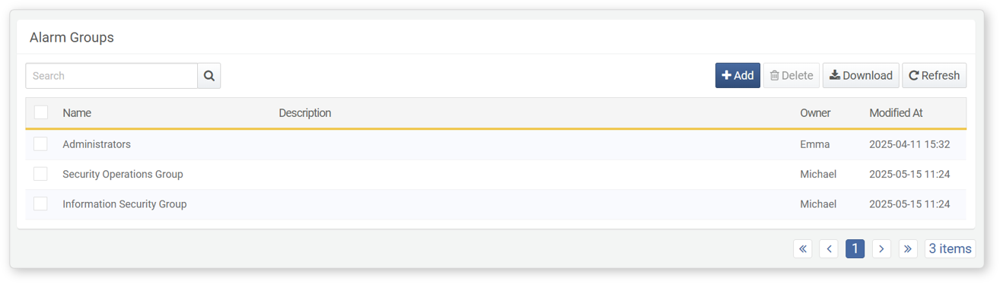 Alarm Groups
Search
Add Delete Download Refresh
Name Description Owner Modified At
Administrators Emma 2025-04-11 15:32
Security Operations Group Michael 2025-05-15 11:24
Information Security Group Michael 2025-05-15 11:24
« ‹ 1 › » 3 items